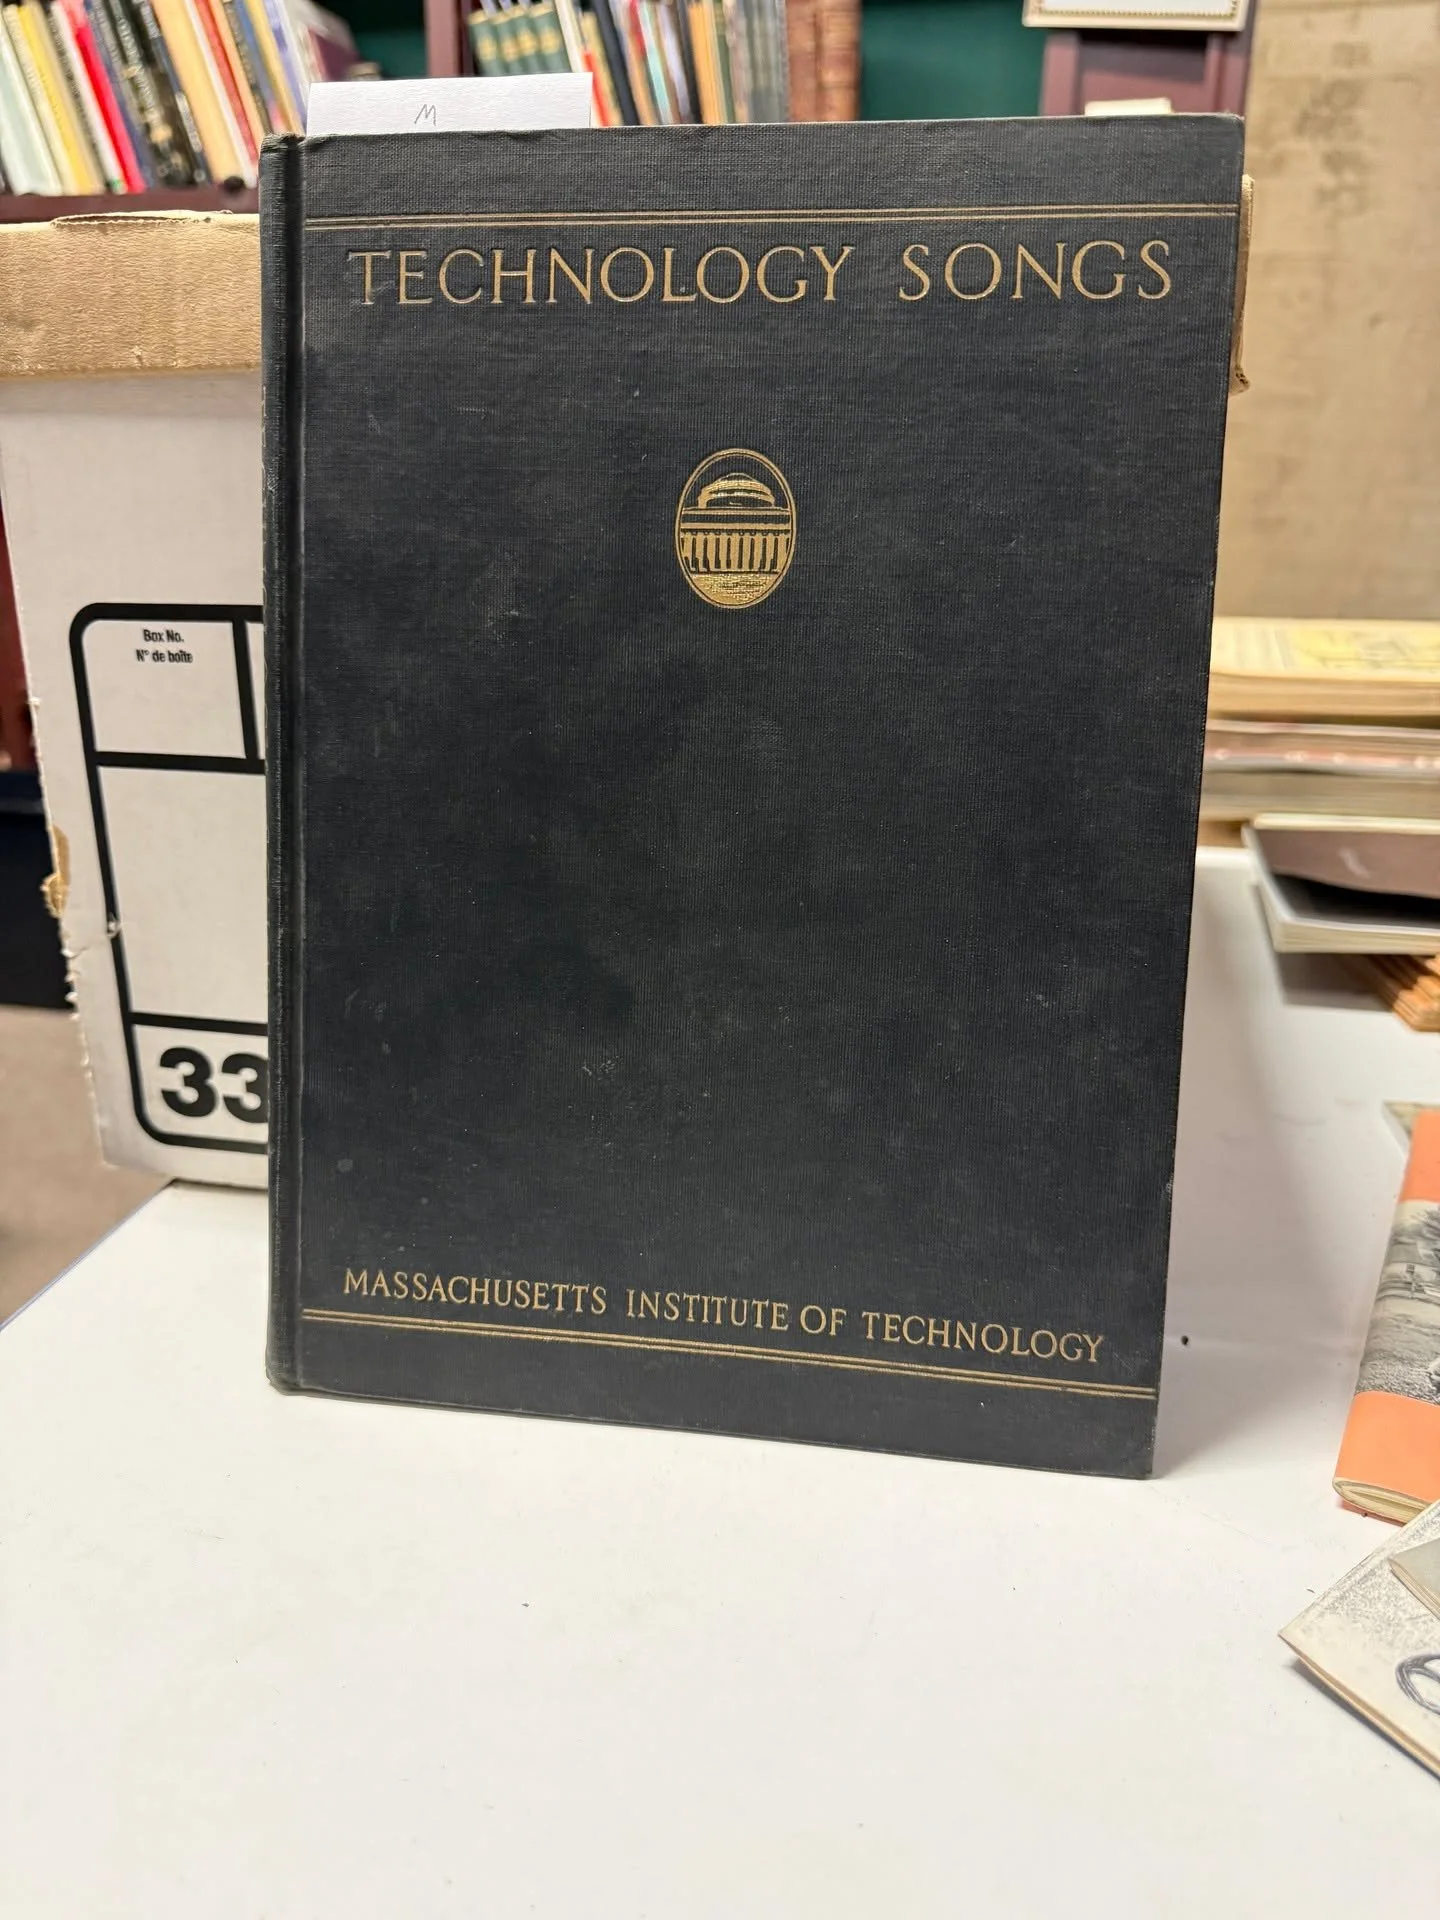 M
TECHNOLOGY SONGS
Box No.
N° de boîte
33
MASSACHUSETTS INSTITUTE OF TECHNOLOGY